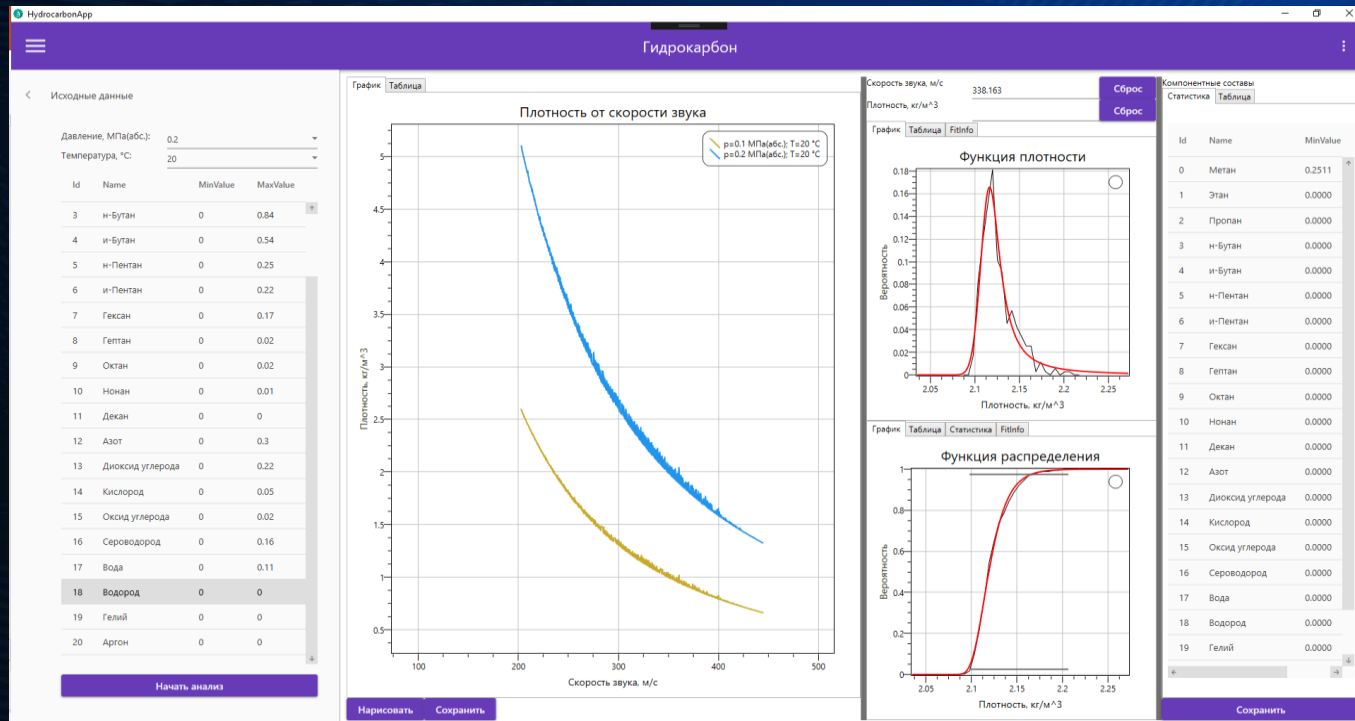 HydrocarbonApp
Гидрокарбон
Исходные данные
Давление, МПа(абс.): 0.2
Температура, °C: 20
Id Name MinValue MaxValue
3 н-Бутан 0 0.84
4 и-Бутан 0 0.54
5 н-Пентан 0 0.25
6 и-Пентан 0 0.22
7 Гексан 0 0.17
8 Гептан 0 0.02
9 Октан 0 0.02
10 Нонан 0 0.01
11 Декан 0 0
12 Азот 0 0.3
13 Диоксид углерода 0 0.22
14 Кислород 0 0.05
15 Оксид углерода 0 0.02
16 Сероводород 0 0.16
17 Вода 0 0.11
18 Водород 0 0
19 Гелий 0 0
20 Аргон 0 0
Начать анализ
График Таблица
Плотность от скорости звука
p=0.1 МПа(абс.); T=20 °C
p=0.2 МПа(абс.); T=20 °C
Плотность, кг/м^3
5
4.5
4
3.5
3
2.5
2
1.5
1
0.5
100 200 300 400 500
Скорость звука, м/с
Нарисовать Сохранить
Скорость звука, м/с 338.163 Сброс
Плотность, кг/м^3 Сброс
График Таблица FitInfo
Функция плотности
Вероятность
0.18
0.16
0.14
0.12
0.1
0.08
0.06
0.04
0.02
0
2.05 2.1 2.15 2.2 2.25
Плотность, кг/м^3
График Таблица Статистика FitInfo
Функция распределения
Вероятность
1
0.8
0.6
0.4
0.2
0
2.05 2.1 2.15 2.2 2.25
Плотность, кг/м^3
Компонентные составы
Статистика Таблица
Id Name MinValue
0 Метан 0.2511
1 Этан 0.0000
2 Пропан 0.0000
3 н-Бутан 0.0000
4 и-Бутан 0.0000
5 н-Пентан 0.0000
6 и-Пентан 0.0000
7 Гексан 0.0000
8 Гептан 0.0000
9 Октан 0.0000
10 Нонан 0.0000
11 Декан 0.0000
12 Азот 0.0000
13 Диоксид углерода 0.0000
14 Кислород 0.0000
15 Оксид углерода 0.0000
16 Сероводород 0.0000
17 Вода 0.0000
18 Водород 0.0000
19 Гелий 0.0000
Сохранить